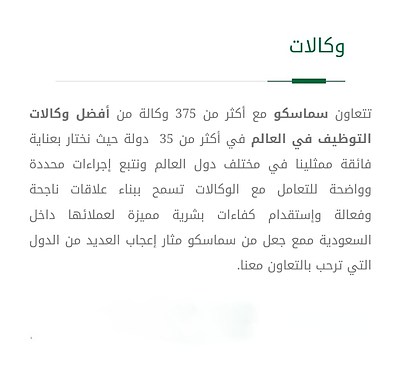 وكالات
تتعاون سماسكو مع أكثر من 375 وكالة من أفضل وكالات
التوظيف في العالم في أكثر من 35 دولة حيث نختار بعناية
فائقة ممثلينا في مختلف دول العالم ونتبع إجراءات محددة
وواضحة للتعامل مع الوكالات تسمح ببناء علاقات ناجحة
وفعالة وإستقدام كفاءات بشرية مميزة لعملائها داخل
السعودية ممع جعل من سماسكو مثار إعجاب العديد من الدول
التي ترحب بالتعاون معنا.
.